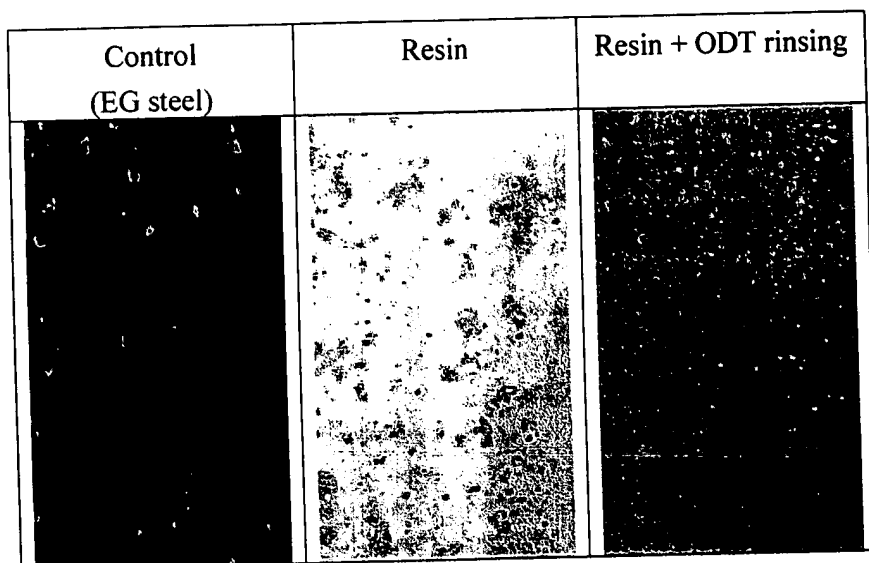 Control
(EG steel)
Resin
Resin + ODT rinsing